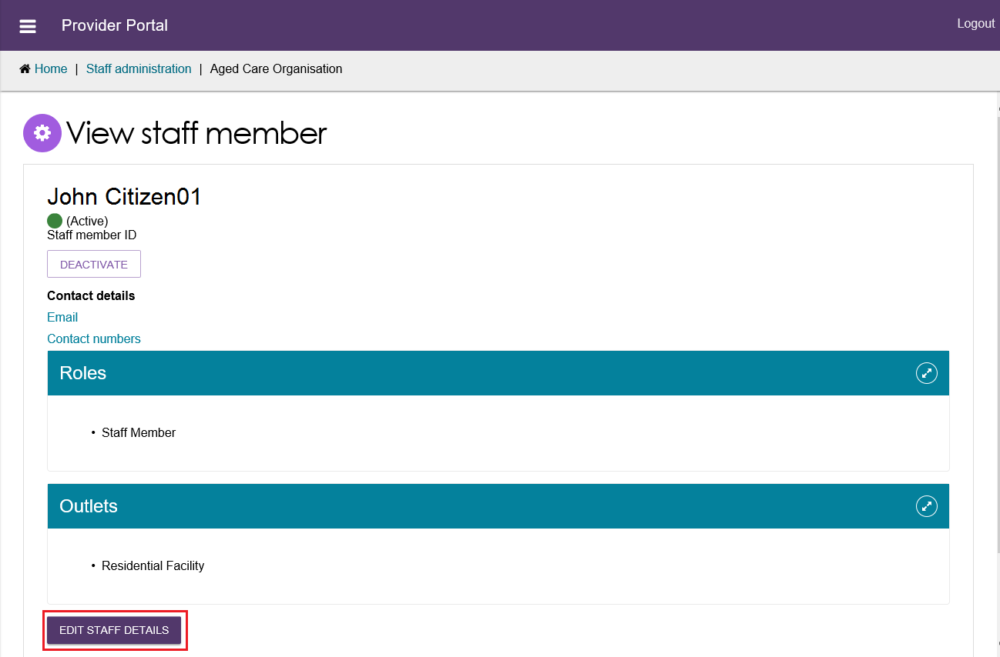 Provider Portal
Logout
Home | Staff administration | Aged Care Organisation
View staff member
John Citizen01
(Active)
Staff member ID
DEACTIVATE
Contact details
Email
Contact numbers
Roles
• Staff Member
Outlets
• Residential Facility
EDIT STAFF DETAILS